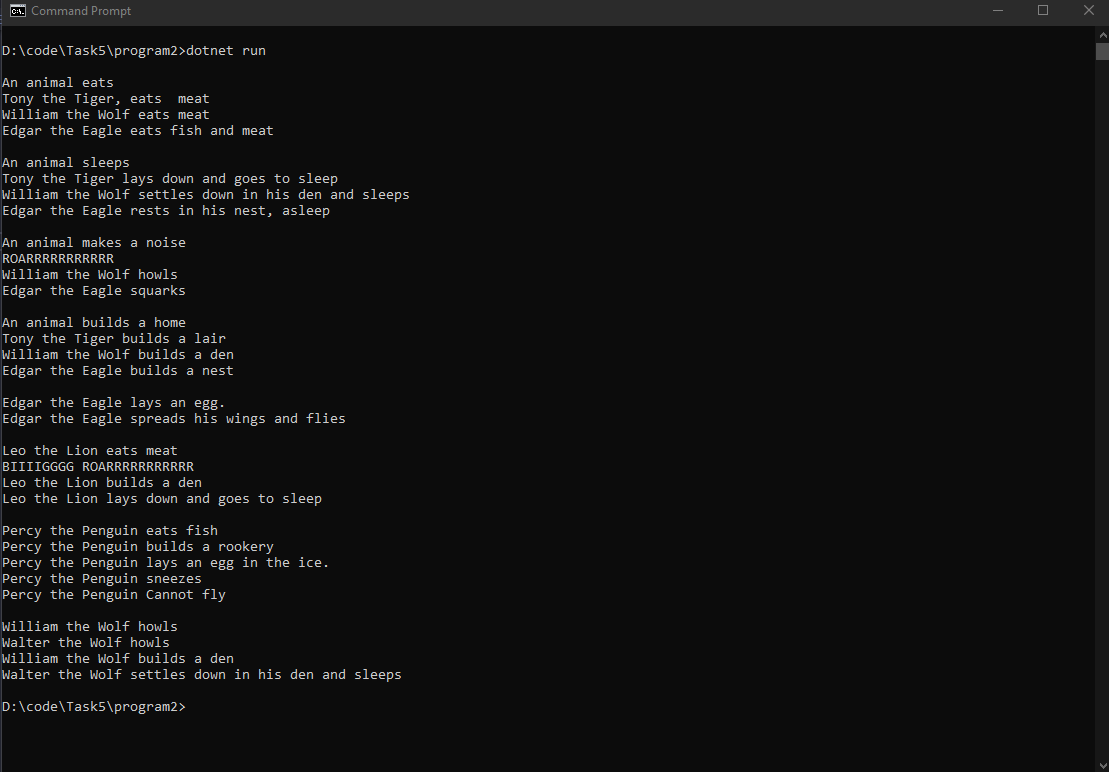 Command Prompt
D:\code\Task5\program2>dotnet run
An animal eats
Tony the Tiger, eats  meat
William the Wolf eats meat
Edgar the Eagle eats fish and meat
An animal sleeps
Tony the Tiger lays down and goes to sleep
William the Wolf settles down in his den and sleeps
Edgar the Eagle rests in his nest, asleep
An animal makes a noise
ROARRRRRRRRRRR
William the Wolf howls
Edgar the Eagle squarks
An animal builds a home
Tony the Tiger builds a lair
William the Wolf builds a den
Edgar the Eagle builds a nest
Edgar the Eagle lays an egg.
Edgar the Eagle spreads his wings and flies
Leo the Lion eats meat
BIIIIGGGG ROARRRRRRRRRRR
Leo the Lion builds a den
Leo the Lion lays down and goes to sleep
Percy the Penguin eats fish
Percy the Penguin builds a rookery
Percy the Penguin lays an egg in the ice.
Percy the Penguin sneezes
Percy the Penguin Cannot fly
William the Wolf howls
Walter the Wolf howls
William the Wolf builds a den
Walter the Wolf settles down in his den and sleeps
D:\code\Task5\program2>